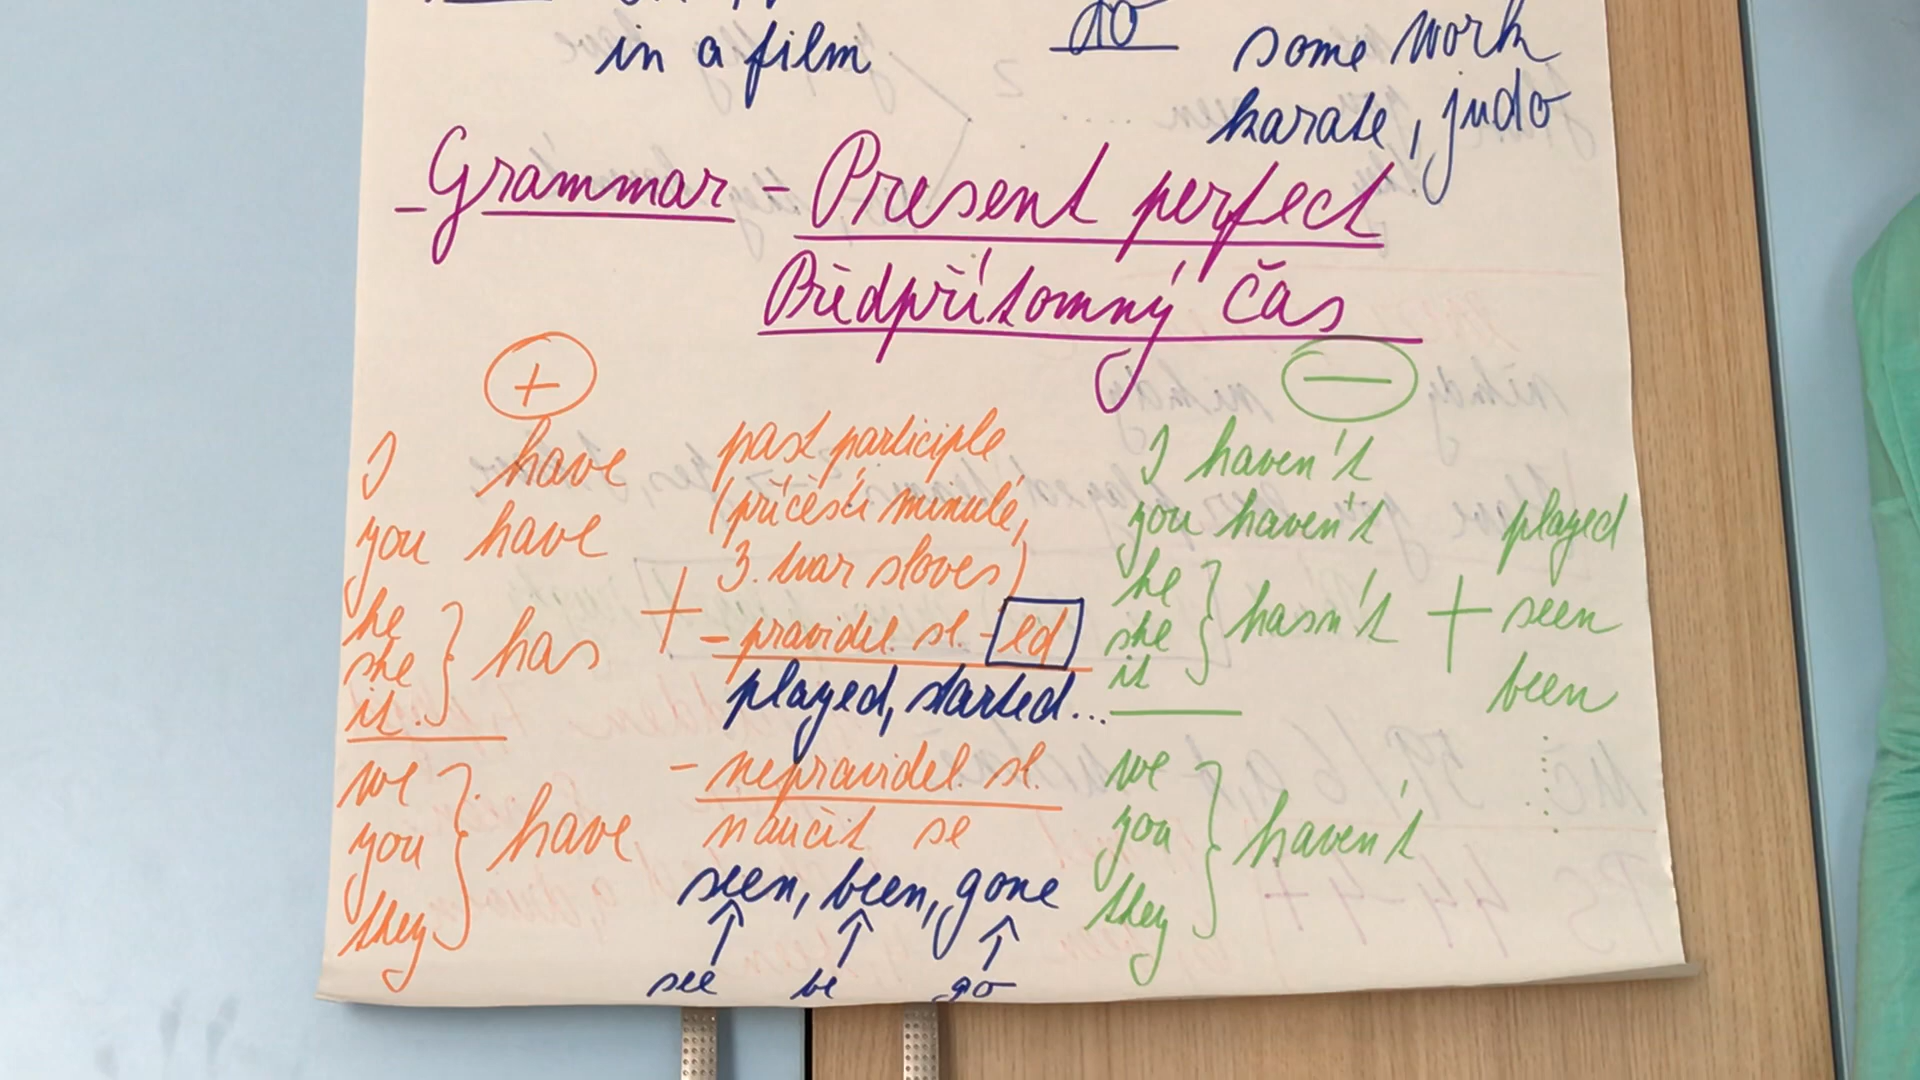 in a film
do some work
karate, judo
- Grammar - Present perfect
Předpřítomný čas
+
I have
you have
he
she
it
has
we
you
they
have
+
past participle
(příčestí minulé,
3. tvar sloves)
- pravidel. sl. -ed
played, started...
- nepravidel. sl.
naučit se
seen, been, gone
see be go
-
I haven't
you haven't
he
she
it
hasn't
we
you
they
haven't
+
played
seen
been